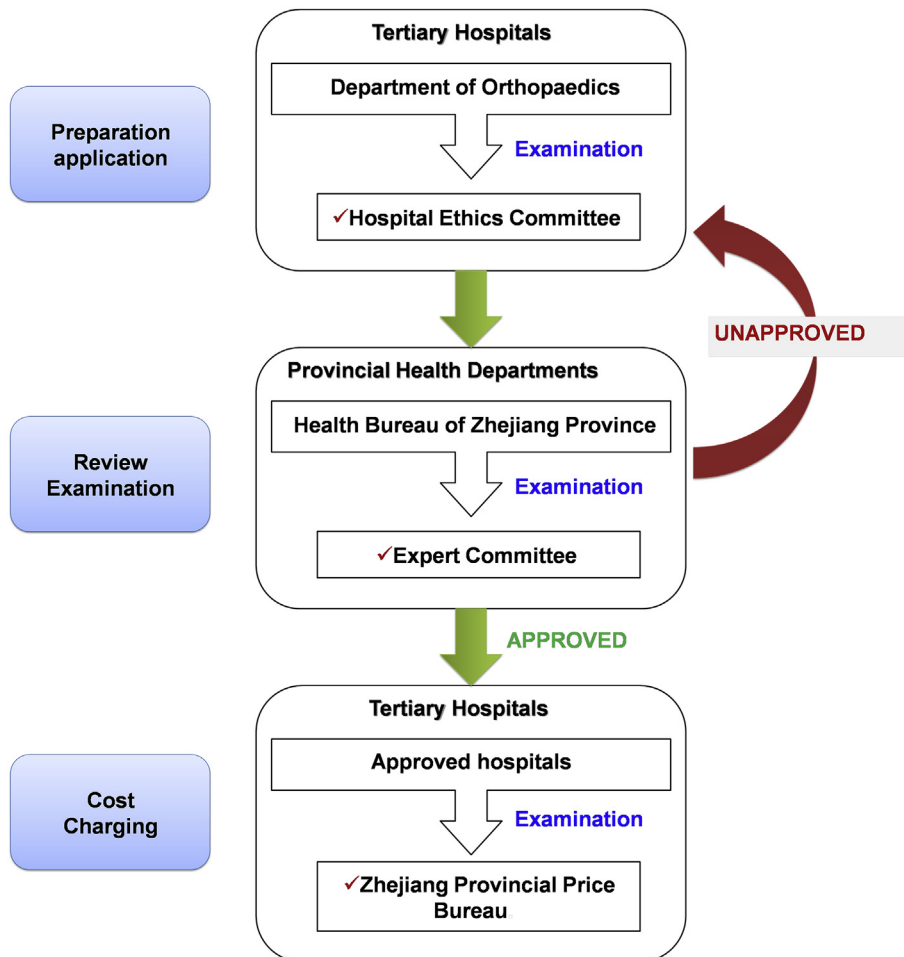 Tertiary Hospitals
Department of Orthopaedics
Preparation
application
Examination
✓Hospital Ethics Committee
UNAPPROVED
Provincial Health Departments
Health Bureau of Zhejiang Province
Review
Examination
Examination
✓Expert Committee
APPROVED
Tertiary Hospitals
Approved hospitals
Cost
Charging
Examination
✓Zhejiang Provincial Price
Bureau